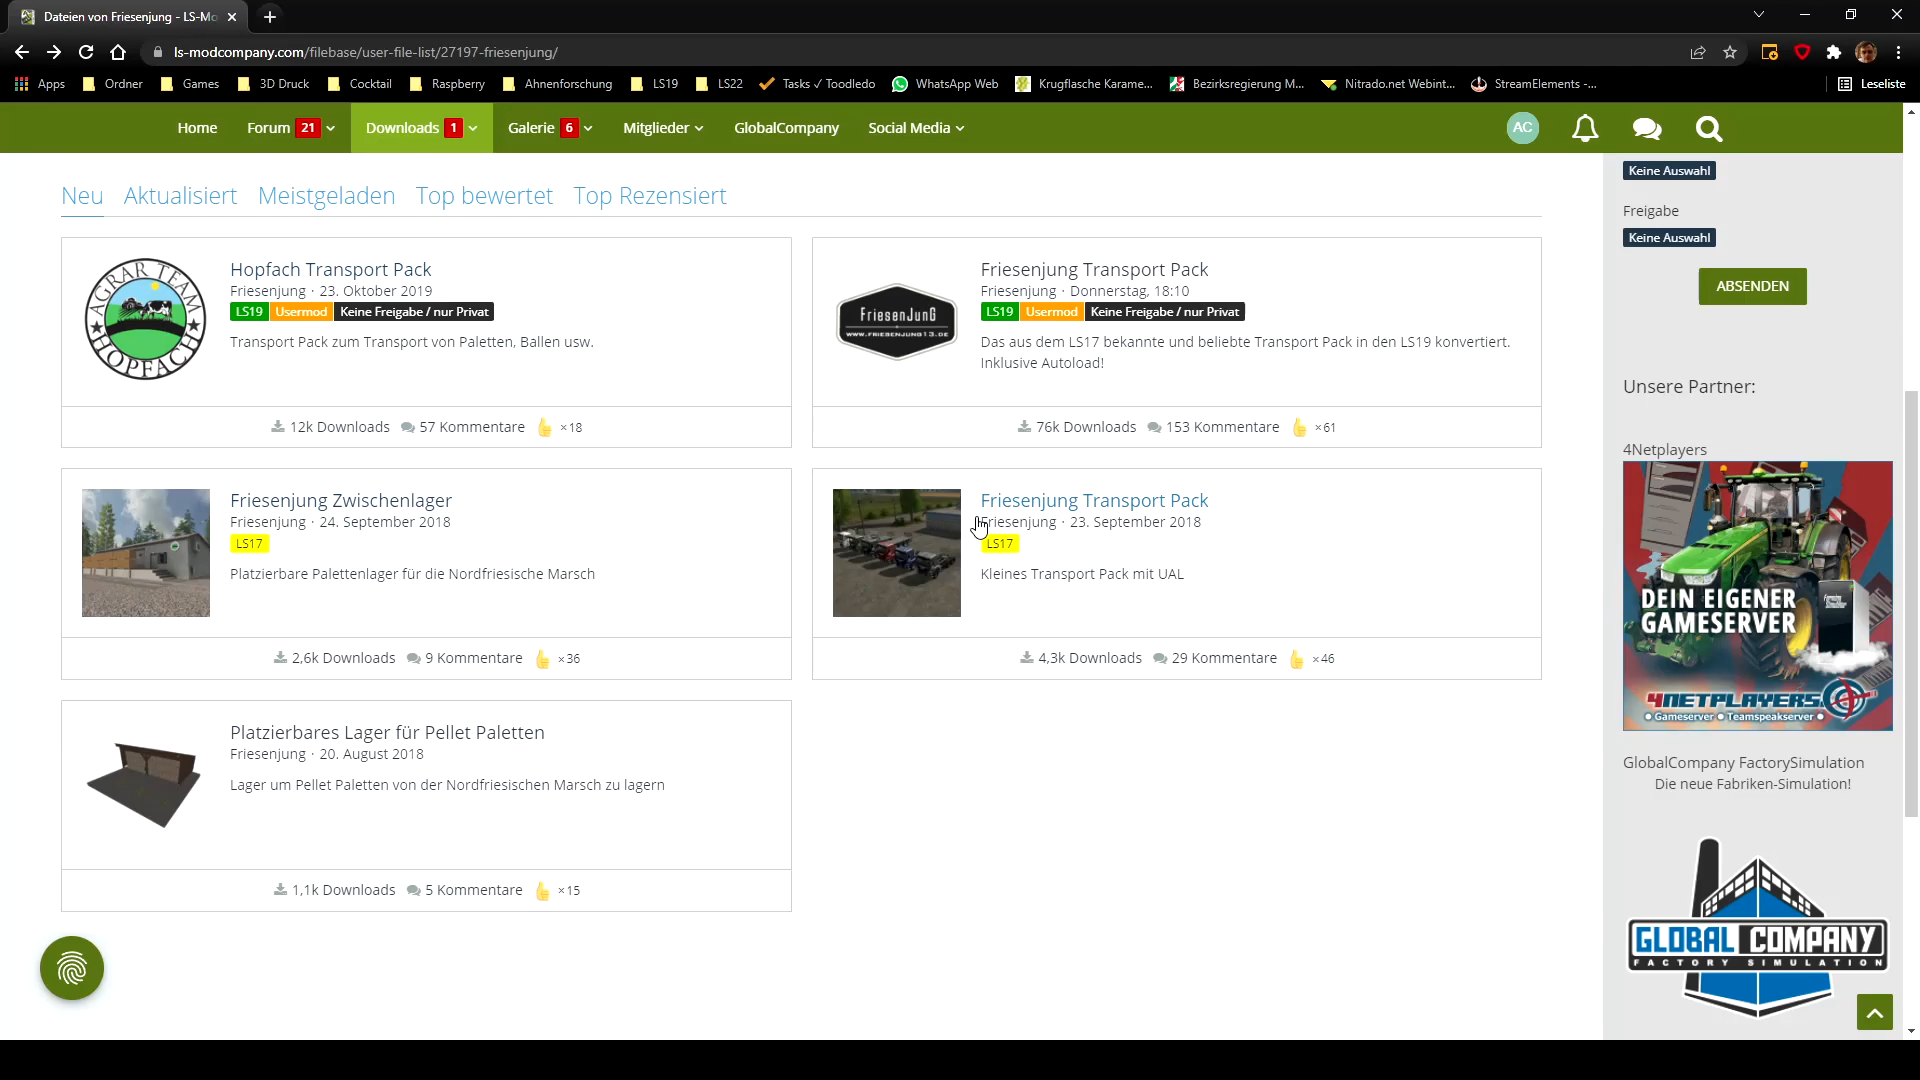 Dateien von Friesenjung - LS-Mo
ls-modcompany.com/filebase/user-file-list/27197-friesenjung/
Apps Ordner Games 3D Druck Cocktail Raspberry Ahnenforschung LS19 LS22 Tasks ✓ Toodledo WhatsApp Web Krugflasche Karame... Bezirksregierung M... Nitrado.net Webint... StreamElements -... Leseliste
Home Forum 21 Downloads 1 Galerie 6 Mitglieder GlobalCompany Social Media AC
Neu Aktualisiert Meistgeladen Top bewertet Top Rezensiert
AGRAR TEAM
HOPFACH
Hopfach Transport Pack
Friesenjung · 23. Oktober 2019
LS19 Usermod Keine Freigabe / nur Privat
Transport Pack zum Transport von Paletten, Ballen usw.
12k Downloads 57 Kommentare ×18
FriesenJunG
WWW.FRIESENJUNG13.DE
Friesenjung Transport Pack
Friesenjung · Donnerstag, 18:10
LS19 Usermod Keine Freigabe / nur Privat
Das aus dem LS17 bekannte und beliebte Transport Pack in den LS19 konvertiert.
Inklusive Autoload!
76k Downloads 153 Kommentare ×61
Friesenjung Zwischenlager
Friesenjung · 24. September 2018
LS17
Platzierbare Palettenlager für die Nordfriesische Marsch
2,6k Downloads 9 Kommentare ×36
Friesenjung Transport Pack
Friesenjung · 23. September 2018
LS17
Kleines Transport Pack mit UAL
4,3k Downloads 29 Kommentare ×46
Platzierbares Lager für Pellet Paletten
Friesenjung · 20. August 2018
Lager um Pellet Paletten von der Nordfriesischen Marsch zu lagern
1,1k Downloads 5 Kommentare ×15
Keine Auswahl
Freigabe
Keine Auswahl
ABSENDEN
Unsere Partner:
4Netplayers
DEIN EIGENER
GAMESERVER
4NETPLAYERS
• Gameserver • Teamspeakserver •
GlobalCompany FactorySimulation
Die neue Fabriken-Simulation!
GLOBAL COMPANY
FACTORY SIMULATION